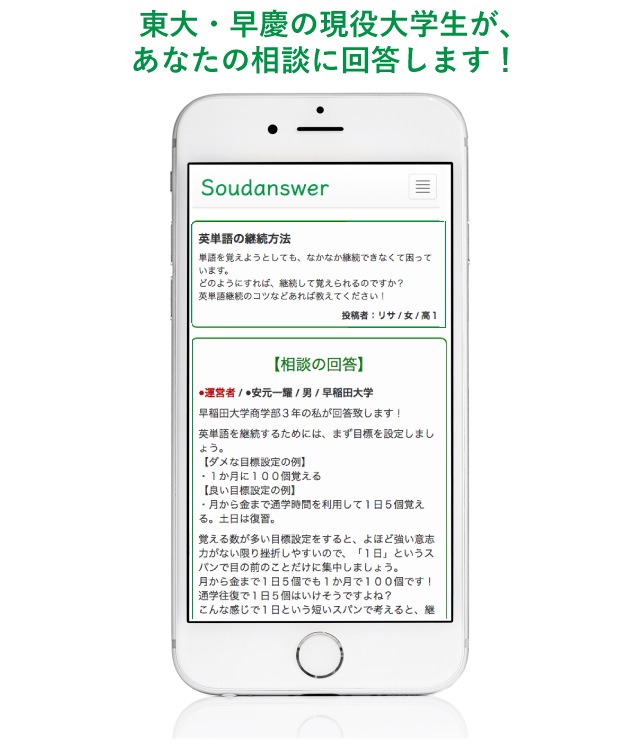 東大・早慶の現役大学生が、
あなたの相談に回答します！
Soudanswer
英単語の継続方法
単語を覚えようとしても、なかなか継続できなくて困って
います。
どのようにすれば、継続して覚えられるのですか？
英単語継続のコツなどあれば教えてください！
投稿者：リサ / 女 / 高１
【相談の回答】
●運営者 / ●安元一耀 / 男 / 早稲田大学
早稲田大学商学部３年の私が回答致します！
英単語を継続するためには、まず目標を設定しまし
ょう。
【ダメな目標設定の例】
・１か月に１００個覚える
【良い目標設定の例】
・月から金まで通学時間を利用して１日５個覚え
る。土日は復習。
覚える数が多い目標設定をすると、よほど強い意志
力がない限り挫折しやすいので、「１日」というス
パンで目の前のことだけに集中しましょう。
月から金まで１日５個でも１か月で１００個です！
通学往復で１日５個はいけそうですよね？
こんな感じで１日という短いスパンで考えると、継